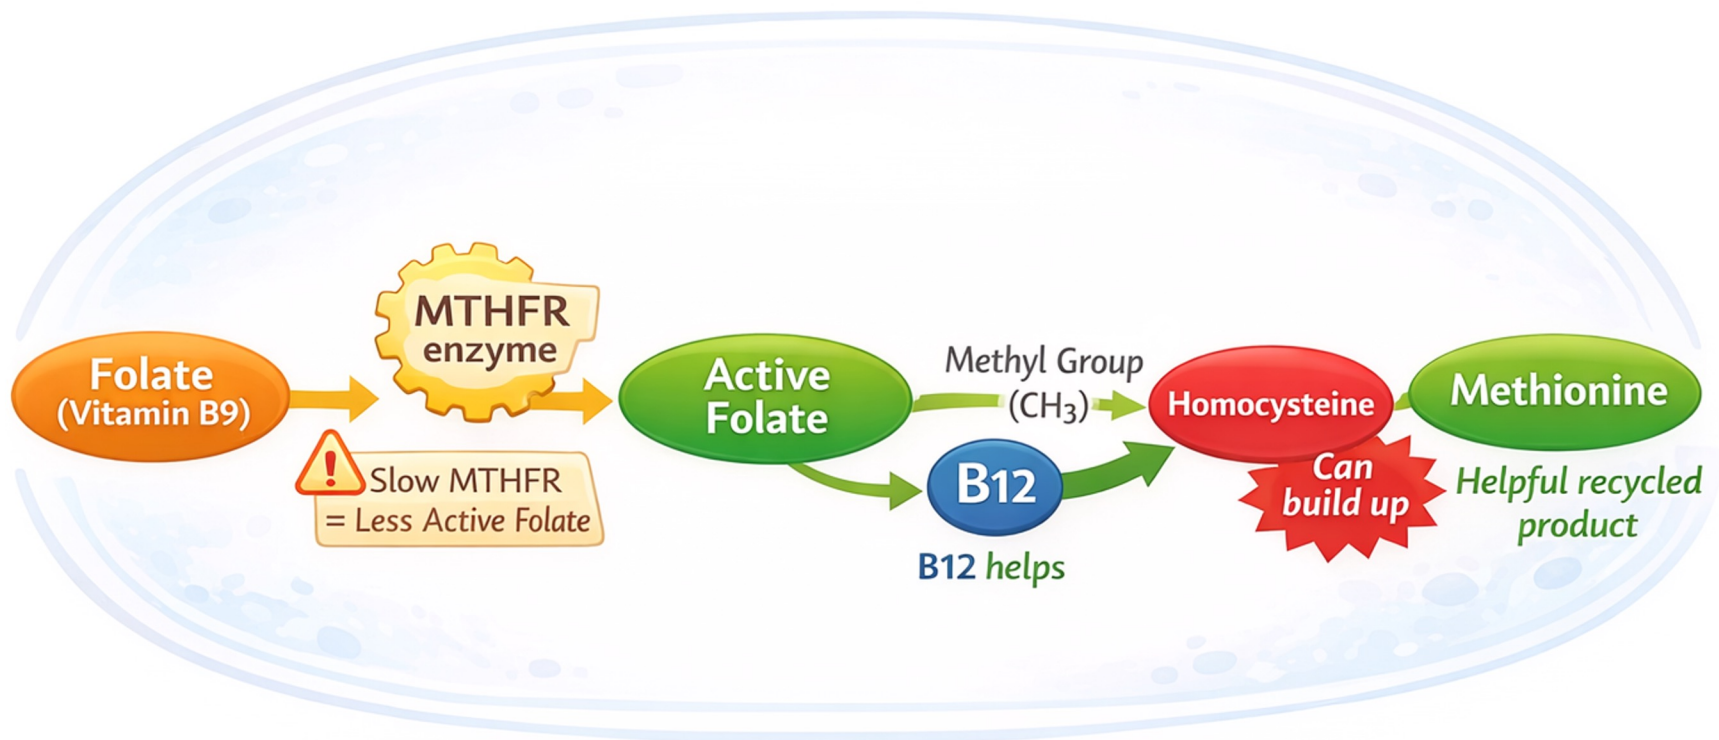 Folate
(Vitamin B9)
MTHFR
enzyme
! Slow MTHFR
= Less Active Folate
Active
Folate
Methyl Group
(CH₃)
B12
B12 helps
Homocysteine
Can
build up
Methionine
Helpful recycled
product